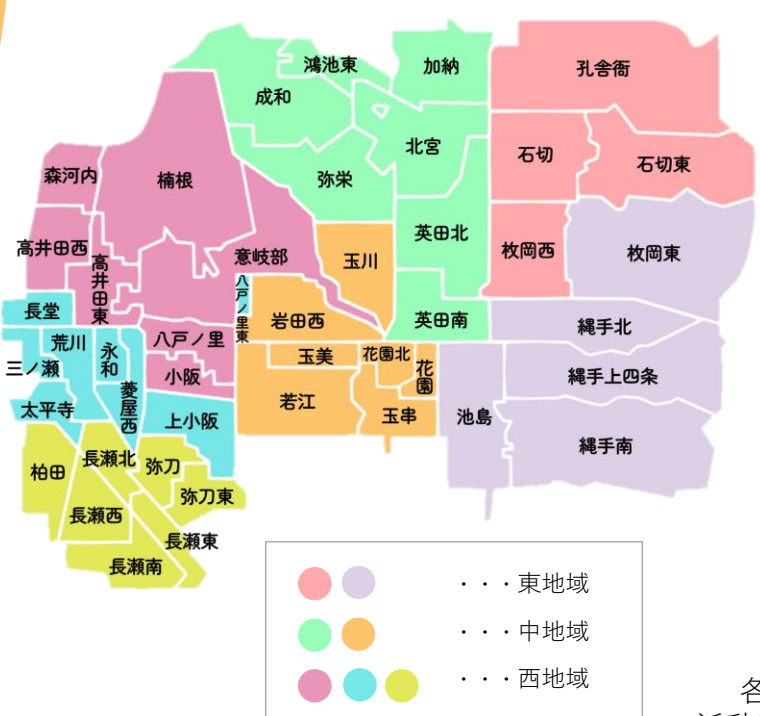 鴻池東
加納
孔舎衙
成和
北宮
石切
石切東
森河内
楠根
弥栄
英田北
枚岡西
枚岡東
高井田西
高井田東
意岐部
玉川
八戸ノ里東
長堂
岩田西
英田南
縄手北
荒川
永和
八戸ノ里
三ノ瀬
玉美
花園北
花園
縄手上四条
小阪
菱屋西
太平寺
上小阪
若江
玉串
池島
縄手南
柏田
長瀬北
弥刀
弥刀東
長瀬西
長瀬東
長瀬南
・・・東地域
・・・中地域
・・・西地域
各